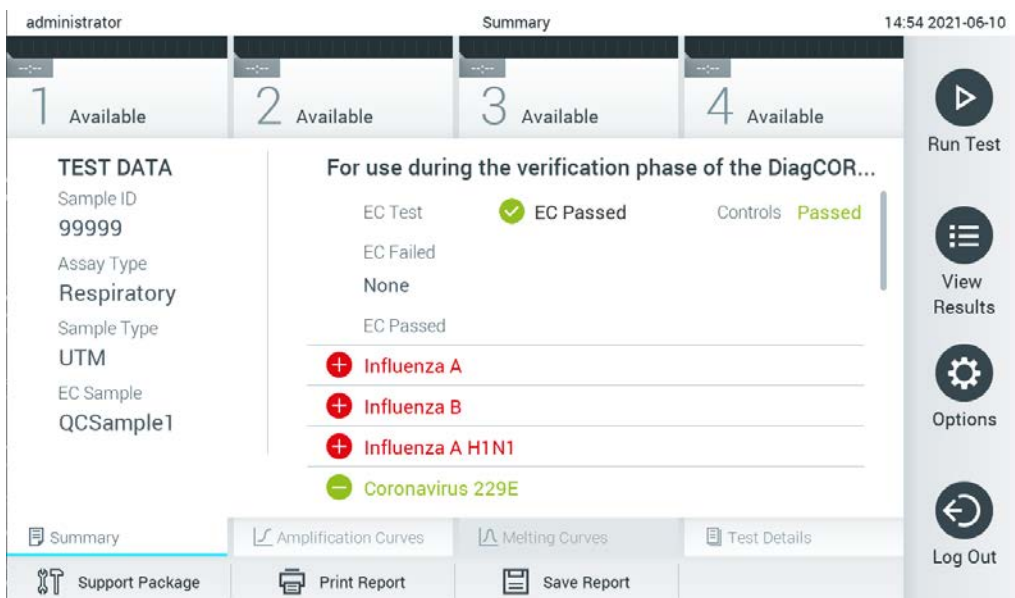 administrator
Summary
14:54 2021-06-10
--:--
1 Available
--:--
2 Available
--:--
3 Available
--:--
4 Available
Run Test
View
Results
Options
Log Out
TEST DATA
Sample ID
99999
Assay Type
Respiratory
Sample Type
UTM
EC Sample
QCSample1
For use during the verification phase of the DiagCOR...
EC Test EC Passed Controls Passed
EC Failed
None
EC Passed
Influenza A
Influenza B
Influenza A H1N1
Coronavirus 229E
Summary
Amplification Curves
Melting Curves
Test Details
Support Package
Print Report
Save Report